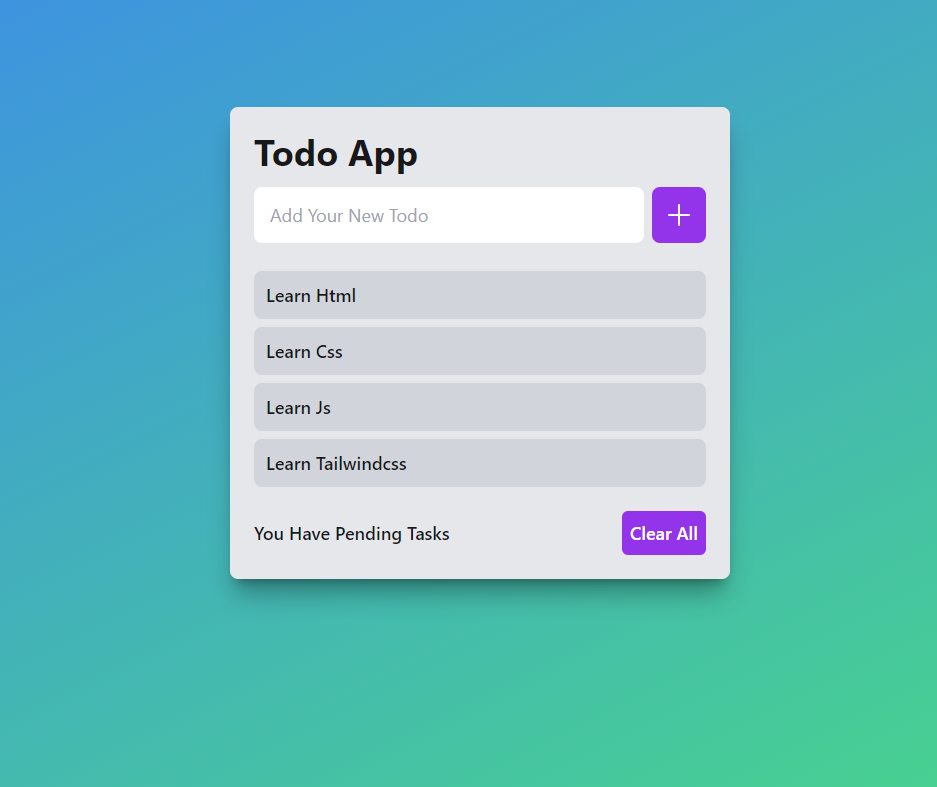 Todo App
Add Your New Todo
Learn Html
Learn Css
Learn Js
Learn Tailwindcss
You Have Pending Tasks
Clear All